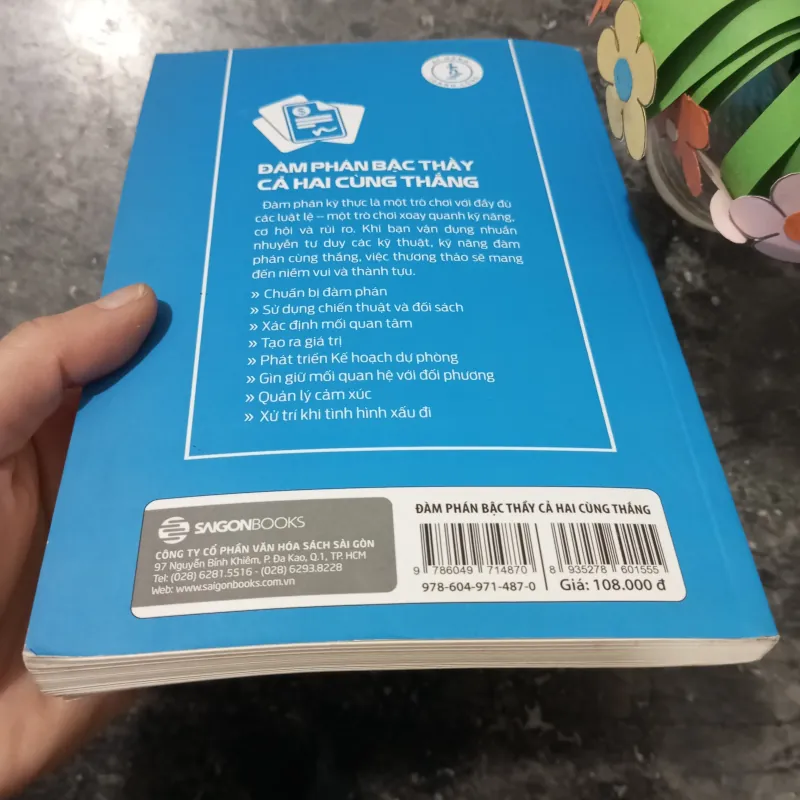 ĐÀM PHÁN BẬC THẦY
CẢ HAI CÙNG THẮNG
Đàm phán kỳ thực là một trò chơi với đầy đủ
các luật lệ – một trò chơi xoay quanh kỹ năng,
cơ hội và rủi ro. Khi bạn vận dụng nhuần
nhuyễn tư duy các kỹ thuật, kỹ năng đàm
phán cùng thắng, việc thương thảo sẽ mang
đến niềm vui và thành tựu.
» Chuẩn bị đàm phán
» Sử dụng chiến thuật và đối sách
» Xác định mối quan tâm
» Tạo ra giá trị
» Phát triển Kế hoạch dự phòng
» Gìn giữ mối quan hệ với đối phương
» Quản lý cảm xúc
» Xử trí khi tình hình xấu đi
SAIGONBOOKS
CÔNG TY CỔ PHẦN VĂN HÓA SÁCH SÀI GÒN
97 Nguyễn Bỉnh Khiêm, P. Đa Kao, Q.1, TP. HCM
Tel: (028) 6281.5516 - (028) 6293.8228
Web: www.saigonbooks.com.vn
ĐÀM PHÁN BẬC THẦY CẢ HAI CÙNG THẮNG
9 786049 714870
8 935278 601555
978-604-971-487-0
Giá: 108.000 đ